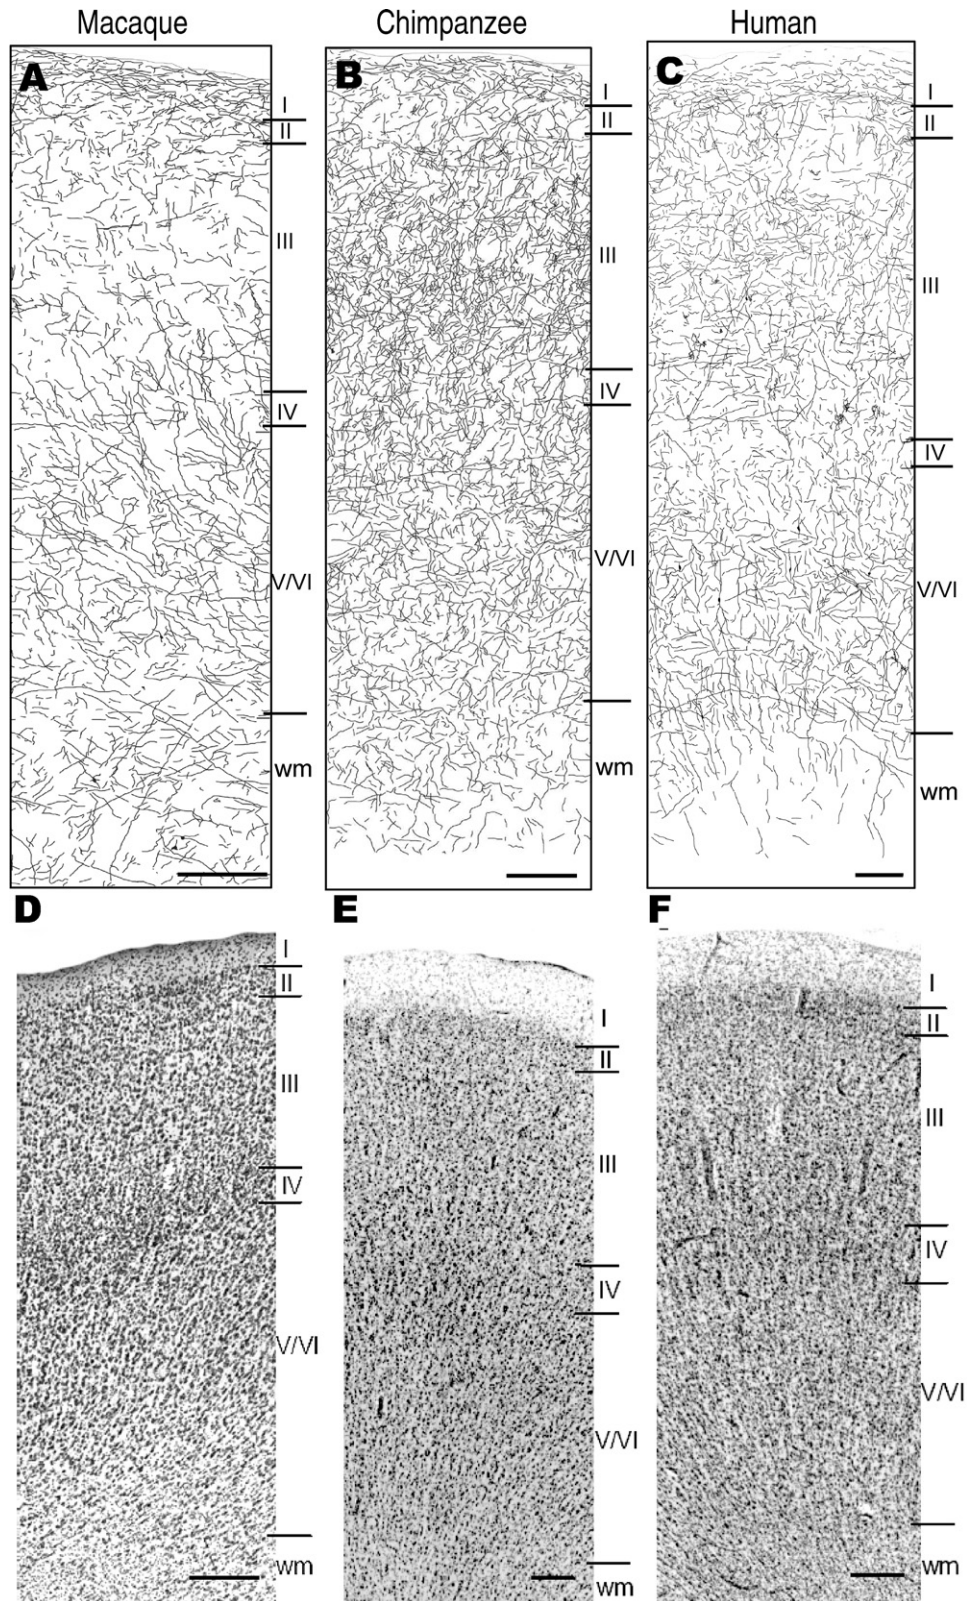 Macaque Chimpanzee Human
A B C
I I I
II II II
III III III
IV IV IV
V/VI V/VI V/VI
wm wm wm
D E F
I I I
II II II
III III III
IV IV IV
V/VI V/VI V/VI
wm wm wm